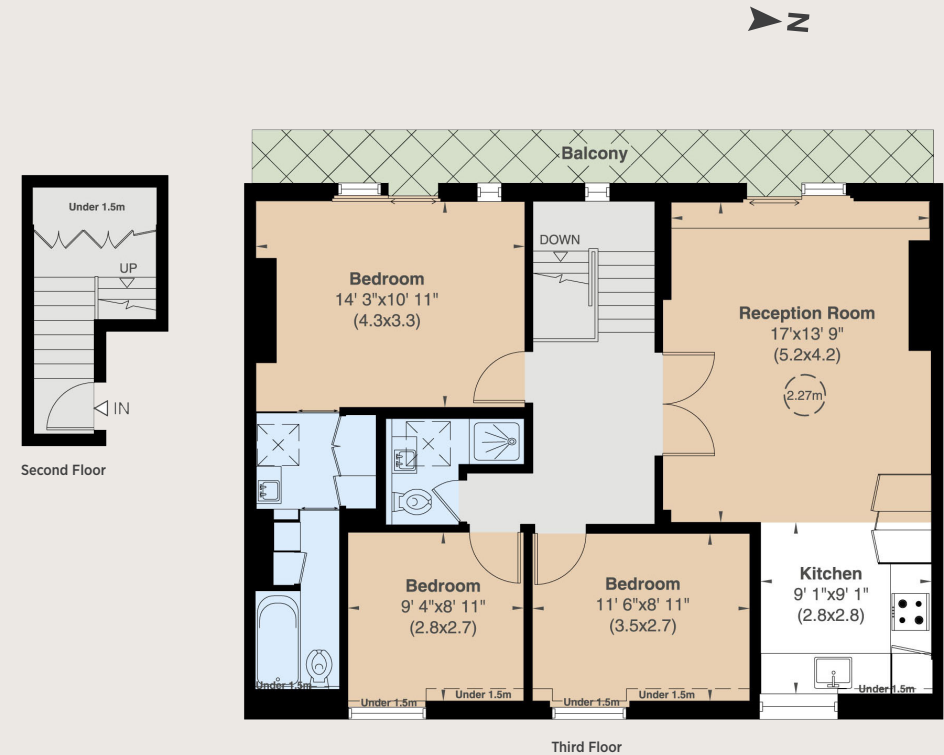 N
Balcony
Under 1.5m
UP
IN
Second Floor
Bedroom
14' 3"x10' 11"
(4.3x3.3)
DOWN
Reception Room
17'x13' 9"
(5.2x4.2)
2.27m
Bedroom
9' 4"x8' 11"
(2.8x2.7)
Bedroom
11' 6"x8' 11"
(3.5x2.7)
Kitchen
9' 1"x9' 1"
(2.8x2.8)
Under 1.5m
Under 1.5m
Under 1.5m
Under 1.5m
Under 1.5m
Under 1.5m
Third Floor